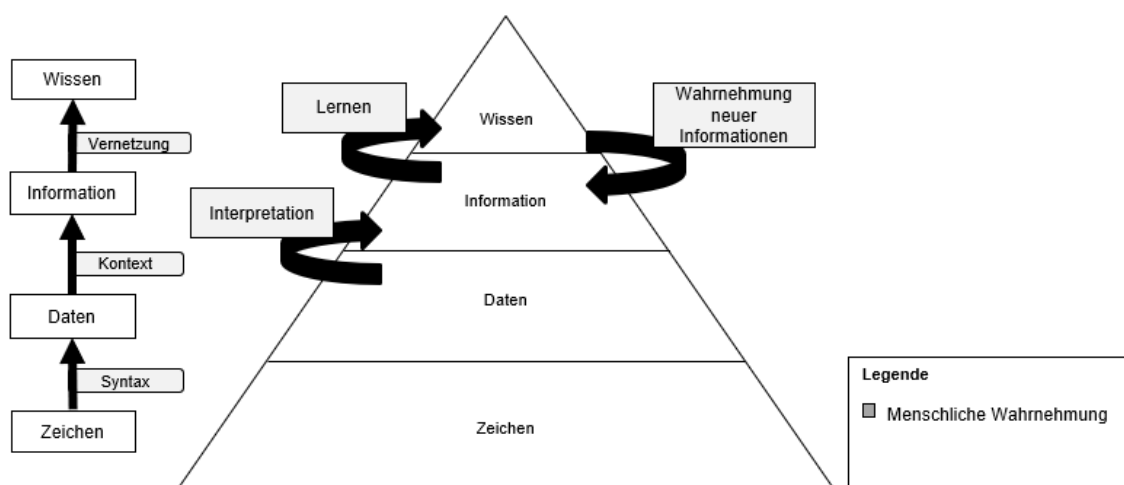 Wissen
Vernetzung
Information
Kontext
Daten
Syntax
Zeichen
Lernen
Interpretation
Wahrnehmung
neuer
Informationen
Wissen
Information
Daten
Zeichen
Legende
Menschliche Wahrnehmung